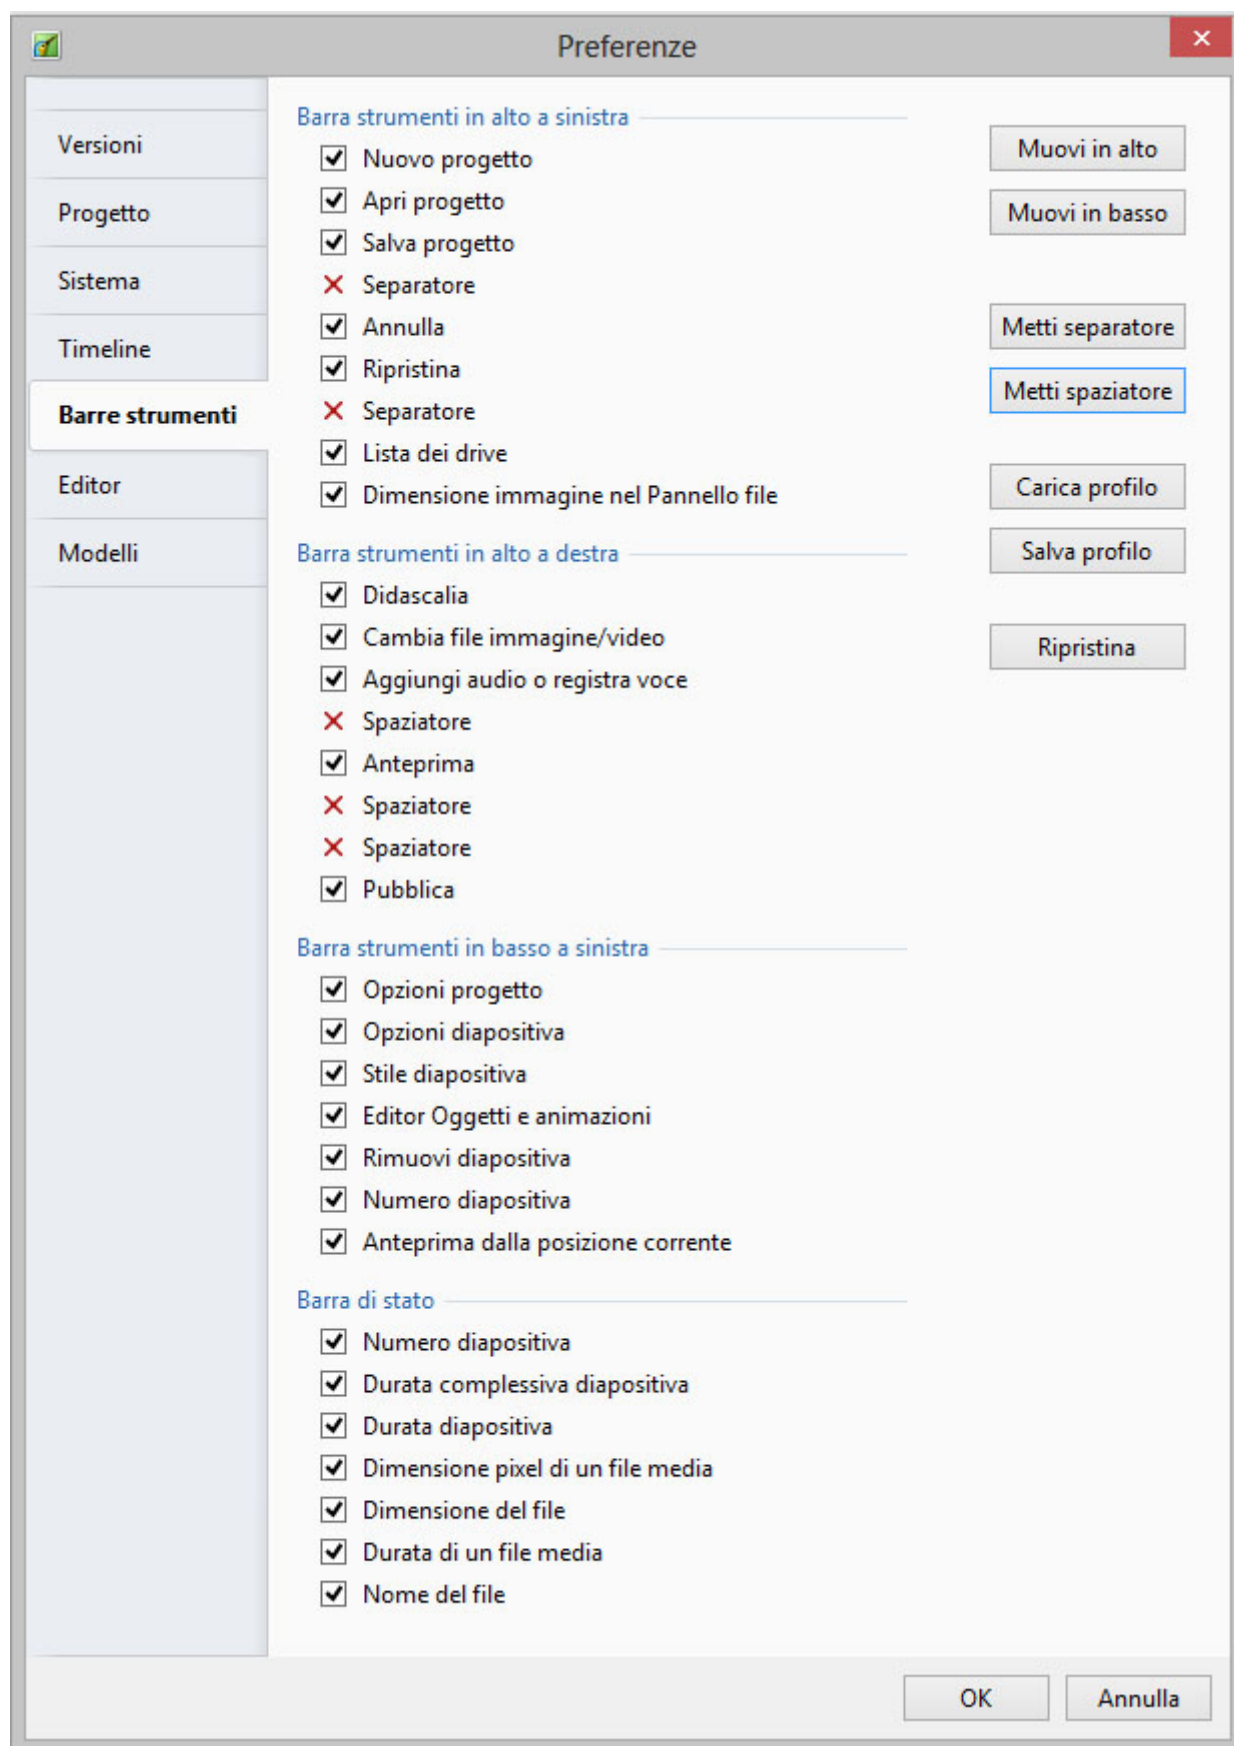 Preferenze
Versioni
Progetto
Sistema
Timeline
Barre strumenti
Editor
Modelli
Barra strumenti in alto a sinistra
Nuovo progetto
Apri progetto
Salva progetto
Separatore
Annulla
Ripristina
Separatore
Lista dei drive
Dimensione immagine nel Pannello file
Barra strumenti in alto a destra
Didascalia
Cambia file immagine/video
Aggiungi audio o registra voce
Spaziatore
Anteprima
Spaziatore
Spaziatore
Pubblica
Barra strumenti in basso a sinistra
Opzioni progetto
Opzioni diapositiva
Stile diapositiva
Editor Oggetti e animazioni
Rimuovi diapositiva
Numero diapositiva
Anteprima dalla posizione corrente
Barra di stato
Numero diapositiva
Durata complessiva diapositiva
Durata diapositiva
Dimensione pixel di un file media
Dimensione del file
Durata di un file media
Nome del file
Muovi in alto
Muovi in basso
Metti separatore
Metti spaziatore
Carica profilo
Salva profilo
Ripristina
OK
Annulla